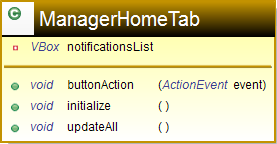 C ManagerHomeTab
VBox notificationsList
void buttonAction (ActionEvent event)
void initialize ( )
void updateAll ( )